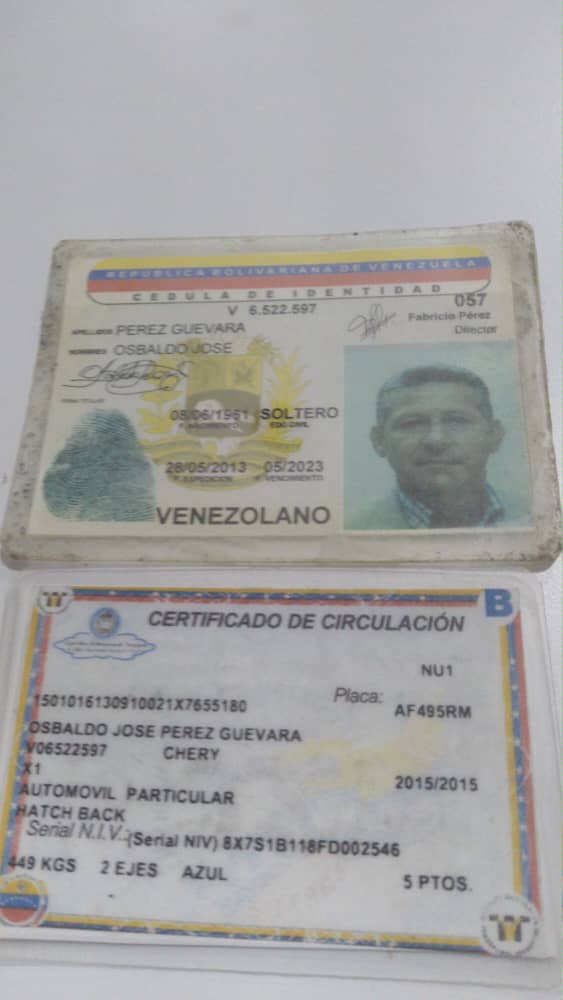 REPUBLICA BOLIVARIANA DE VENEZUELA
CEDULA DE IDENTIDAD
V 6.522.597
057
Fabricio Pérez
Director
APELLIDOS PEREZ GUEVARA
NOMBRES OSBALDO JOSE
FIRMA TITULAR
08/06/1961 SOLTERO
F. NACIMIENTO EDO CIVIL
28/05/2013 05/2023
F. EXPEDICION F. VENCIMIENTO
VENEZOLANO
B
CERTIFICADO DE CIRCULACIÓN
NU1
1501016130910021X7655180
Placa: AF495RM
OSBALDO JOSE PEREZ GUEVARA
V06522597 CHERY
X1
2015/2015
AUTOMOVIL PARTICULAR
HATCH BACK
Serial N.I.V.: (Serial NIV) 8X7S1B118FD002546
449 KGS 2 EJES AZUL
5 PTOS.